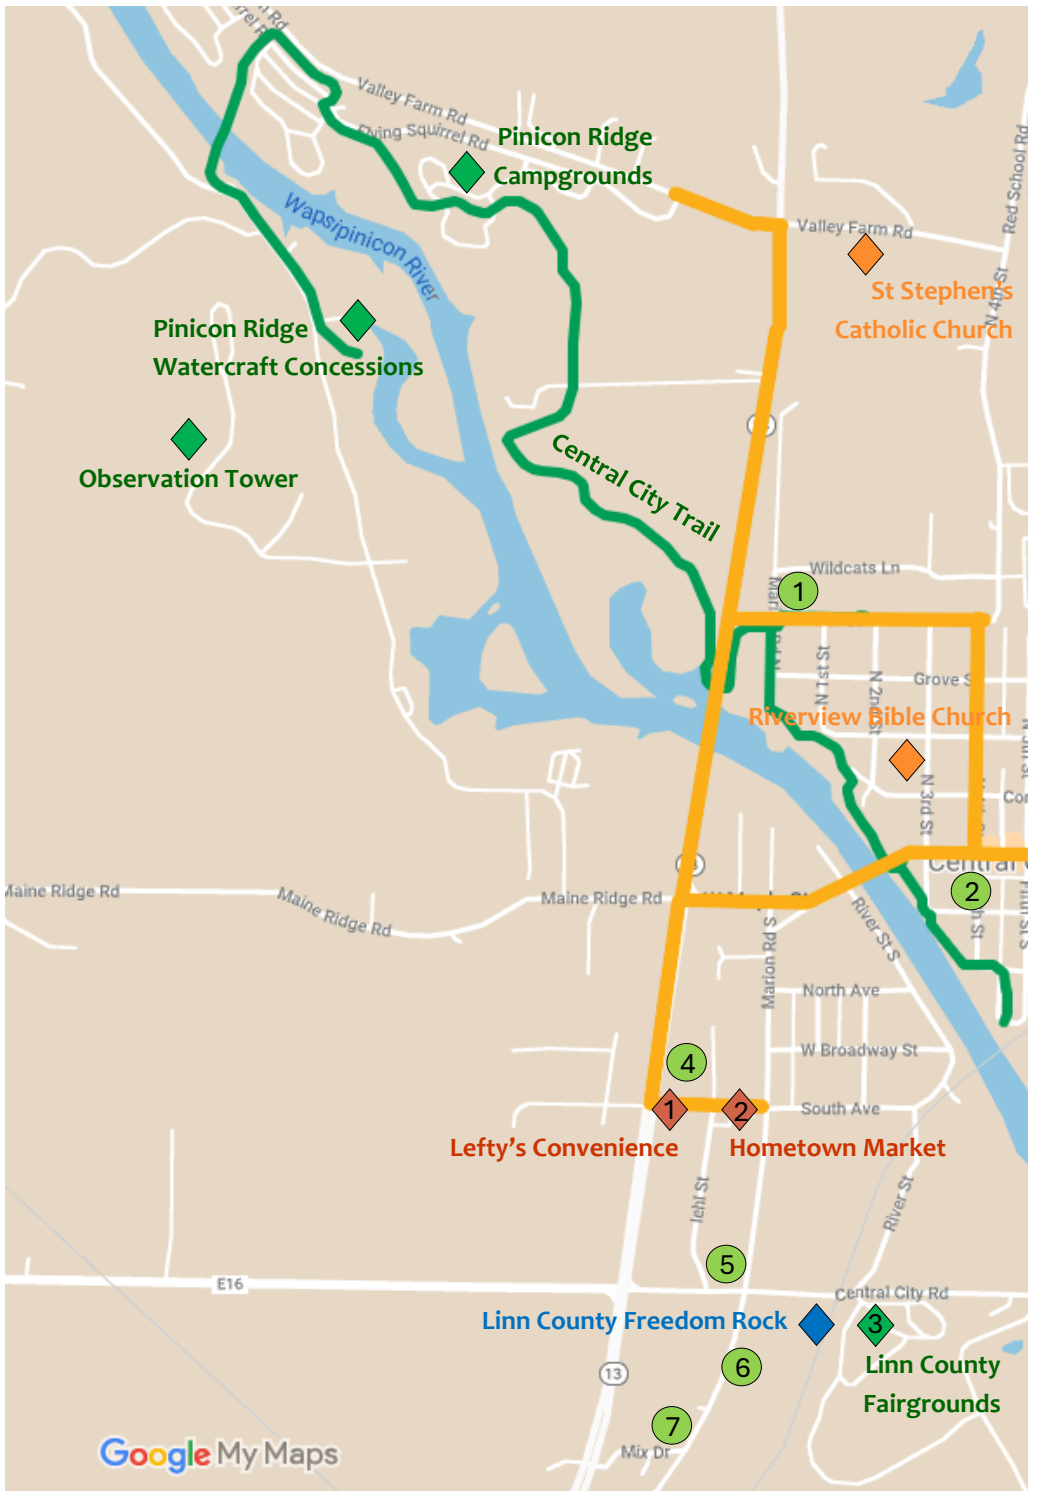 Valley Farm Rd
Flying Squirrel Rd
Pinicon Ridge
Campgrounds
Red School Rd
Valley Farm Rd
Wapsipinicon River
St Stephen's
Catholic Church
N 4th St
Pinicon Ridge
Watercraft Concessions
Observation Tower
Central City Trail
Wildcats Ln
1
N 1st St
N 2nd St
Grove S
Riverview Bible Church
N 3rd St
Maine Ridge Rd
Maine Ridge Rd
Maine Ridge Rd
Central
2
River St S
Marion Rd S
North Ave
W Broadway St
4
1
2
South Ave
Lefty's Convenience
Hometown Market
Iehl St
River St
5
E16
Central City Rd
Linn County Freedom Rock
3
Linn County
Fairgrounds
6
13
7
Mix Dr
Google My Maps